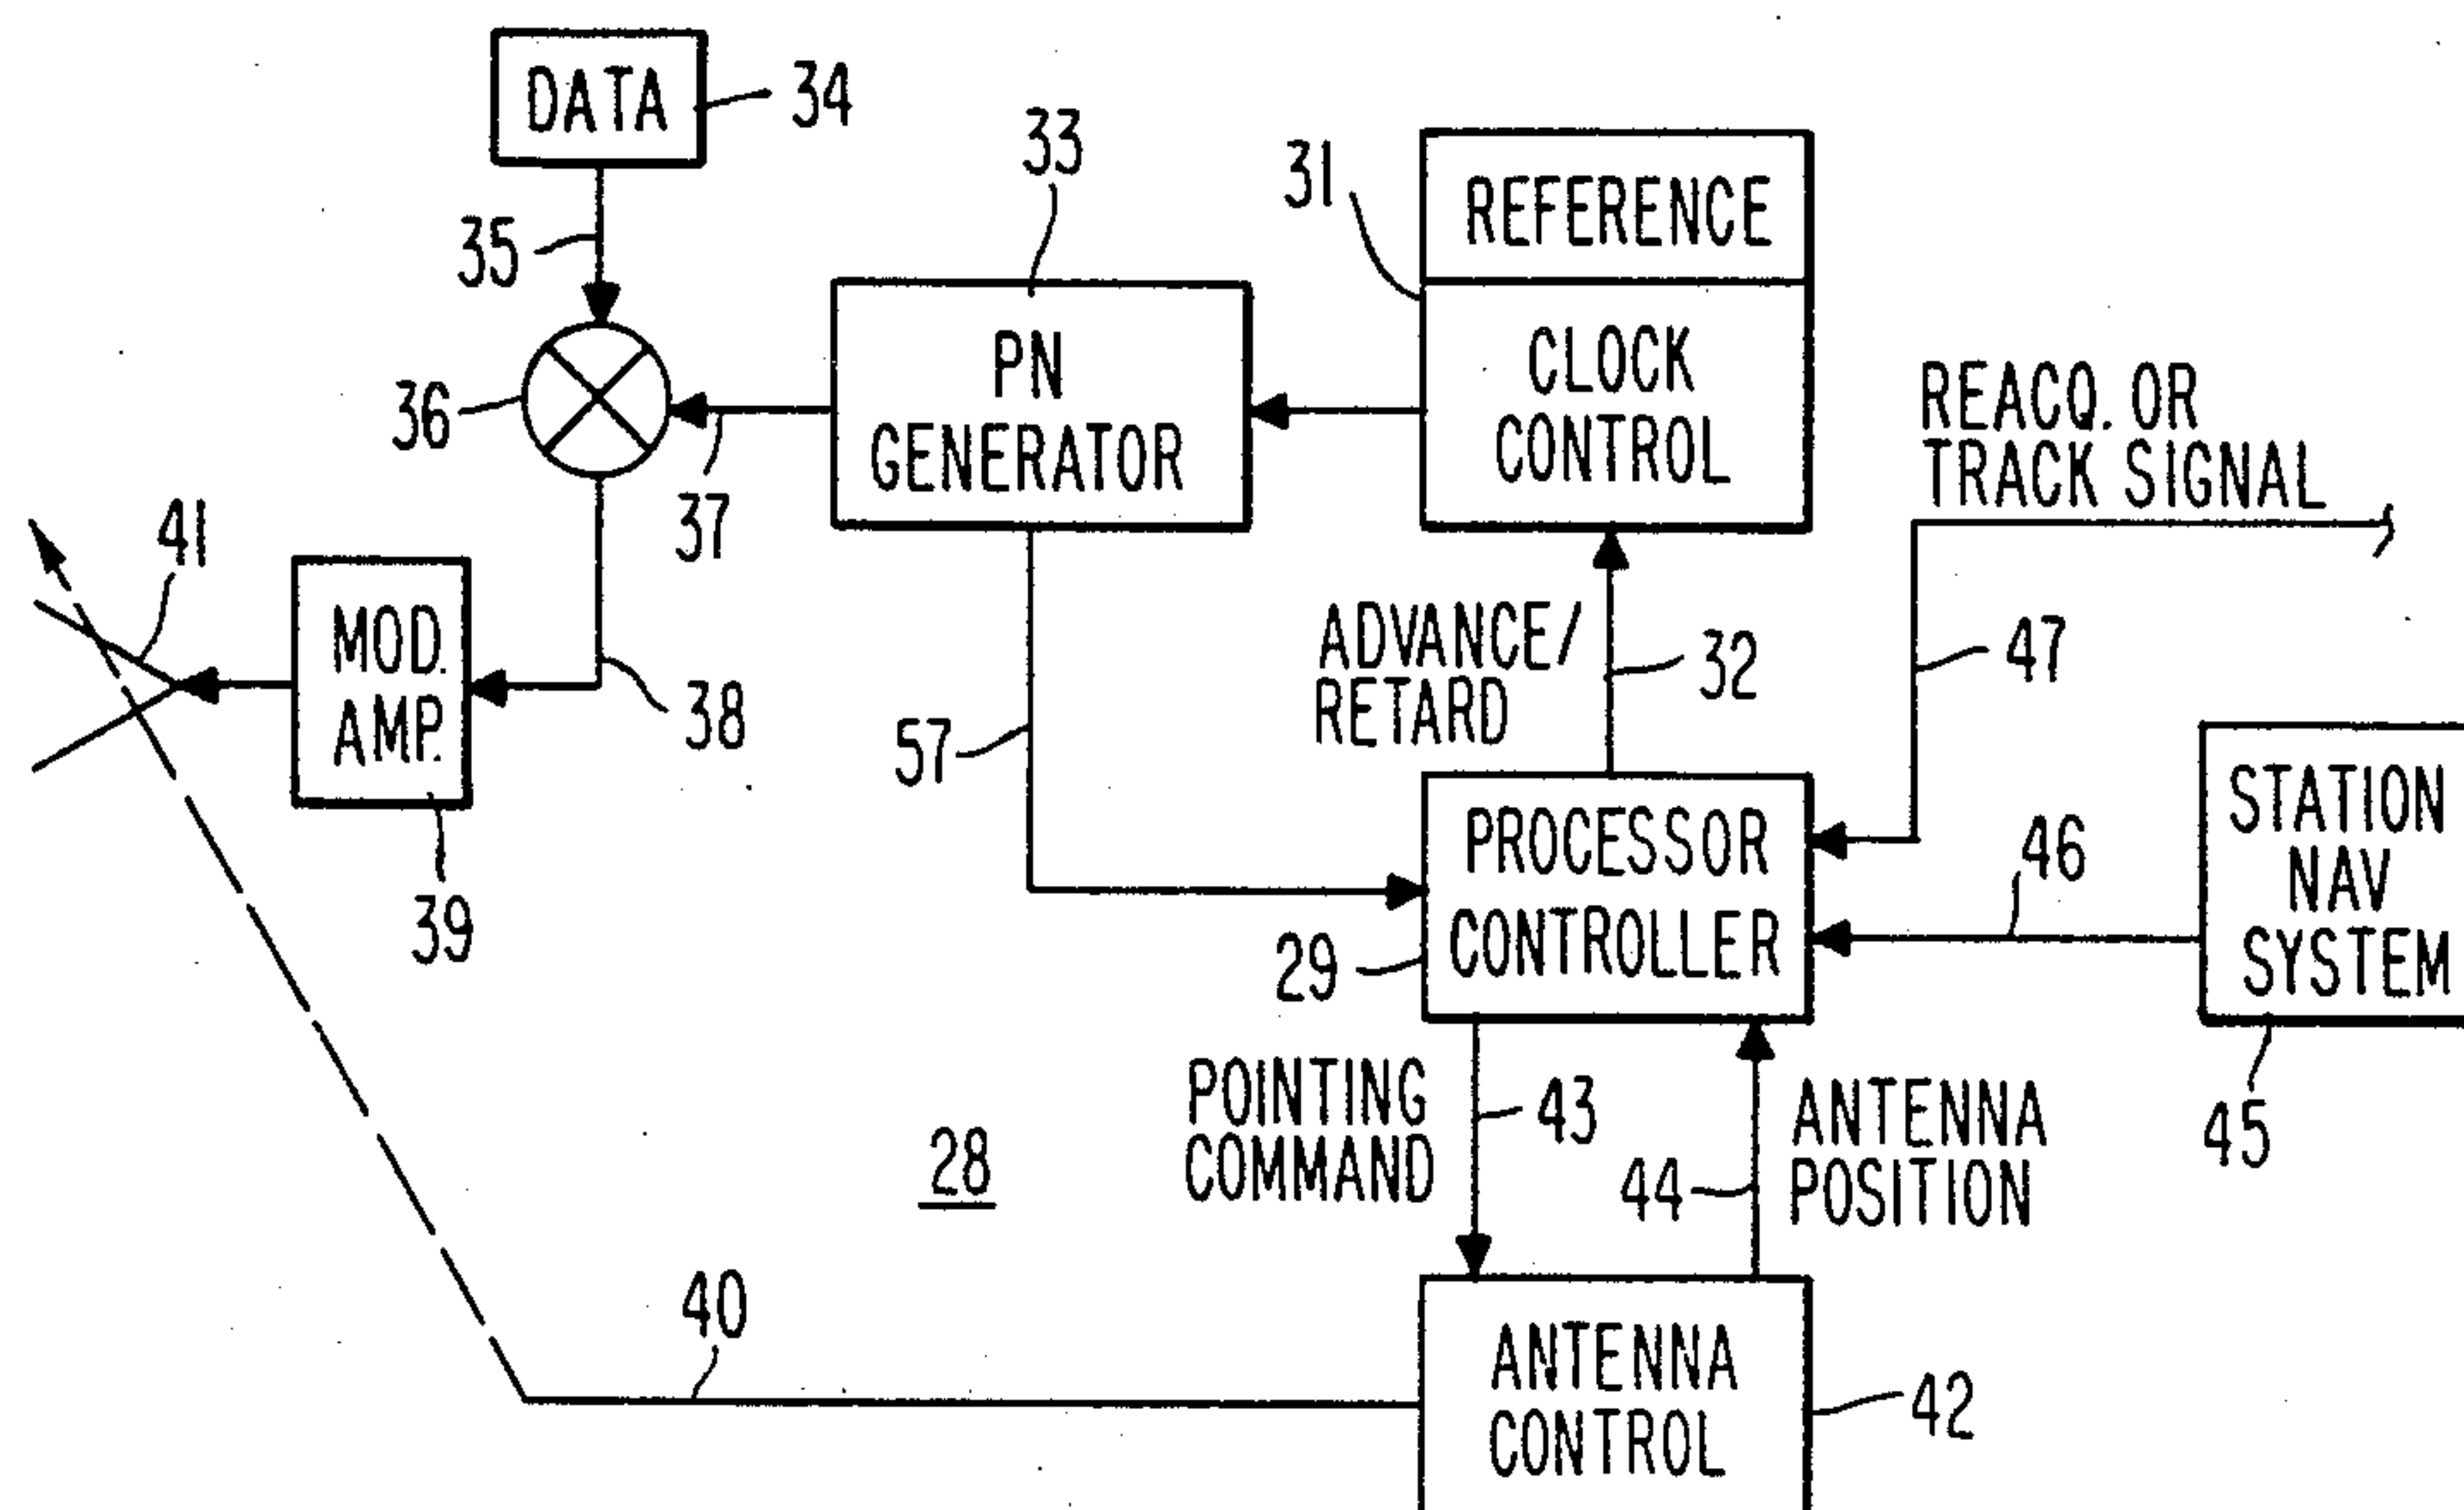 DATA
34
33
31
REFERENCE
35
PN
GENERATOR
CLOCK
CONTROL
36
37
REACQ. OR
TRACK SIGNAL
41
MOD.
AMP.
38
39
ADVANCE/
RETARD
32
47
57
PROCESSOR
CONTROLLER
29
46
STATION
NAV
SYSTEM
45
POINTING
COMMAND
43
44
ANTENNA
POSITION
28
40
ANTENNA
CONTROL
42